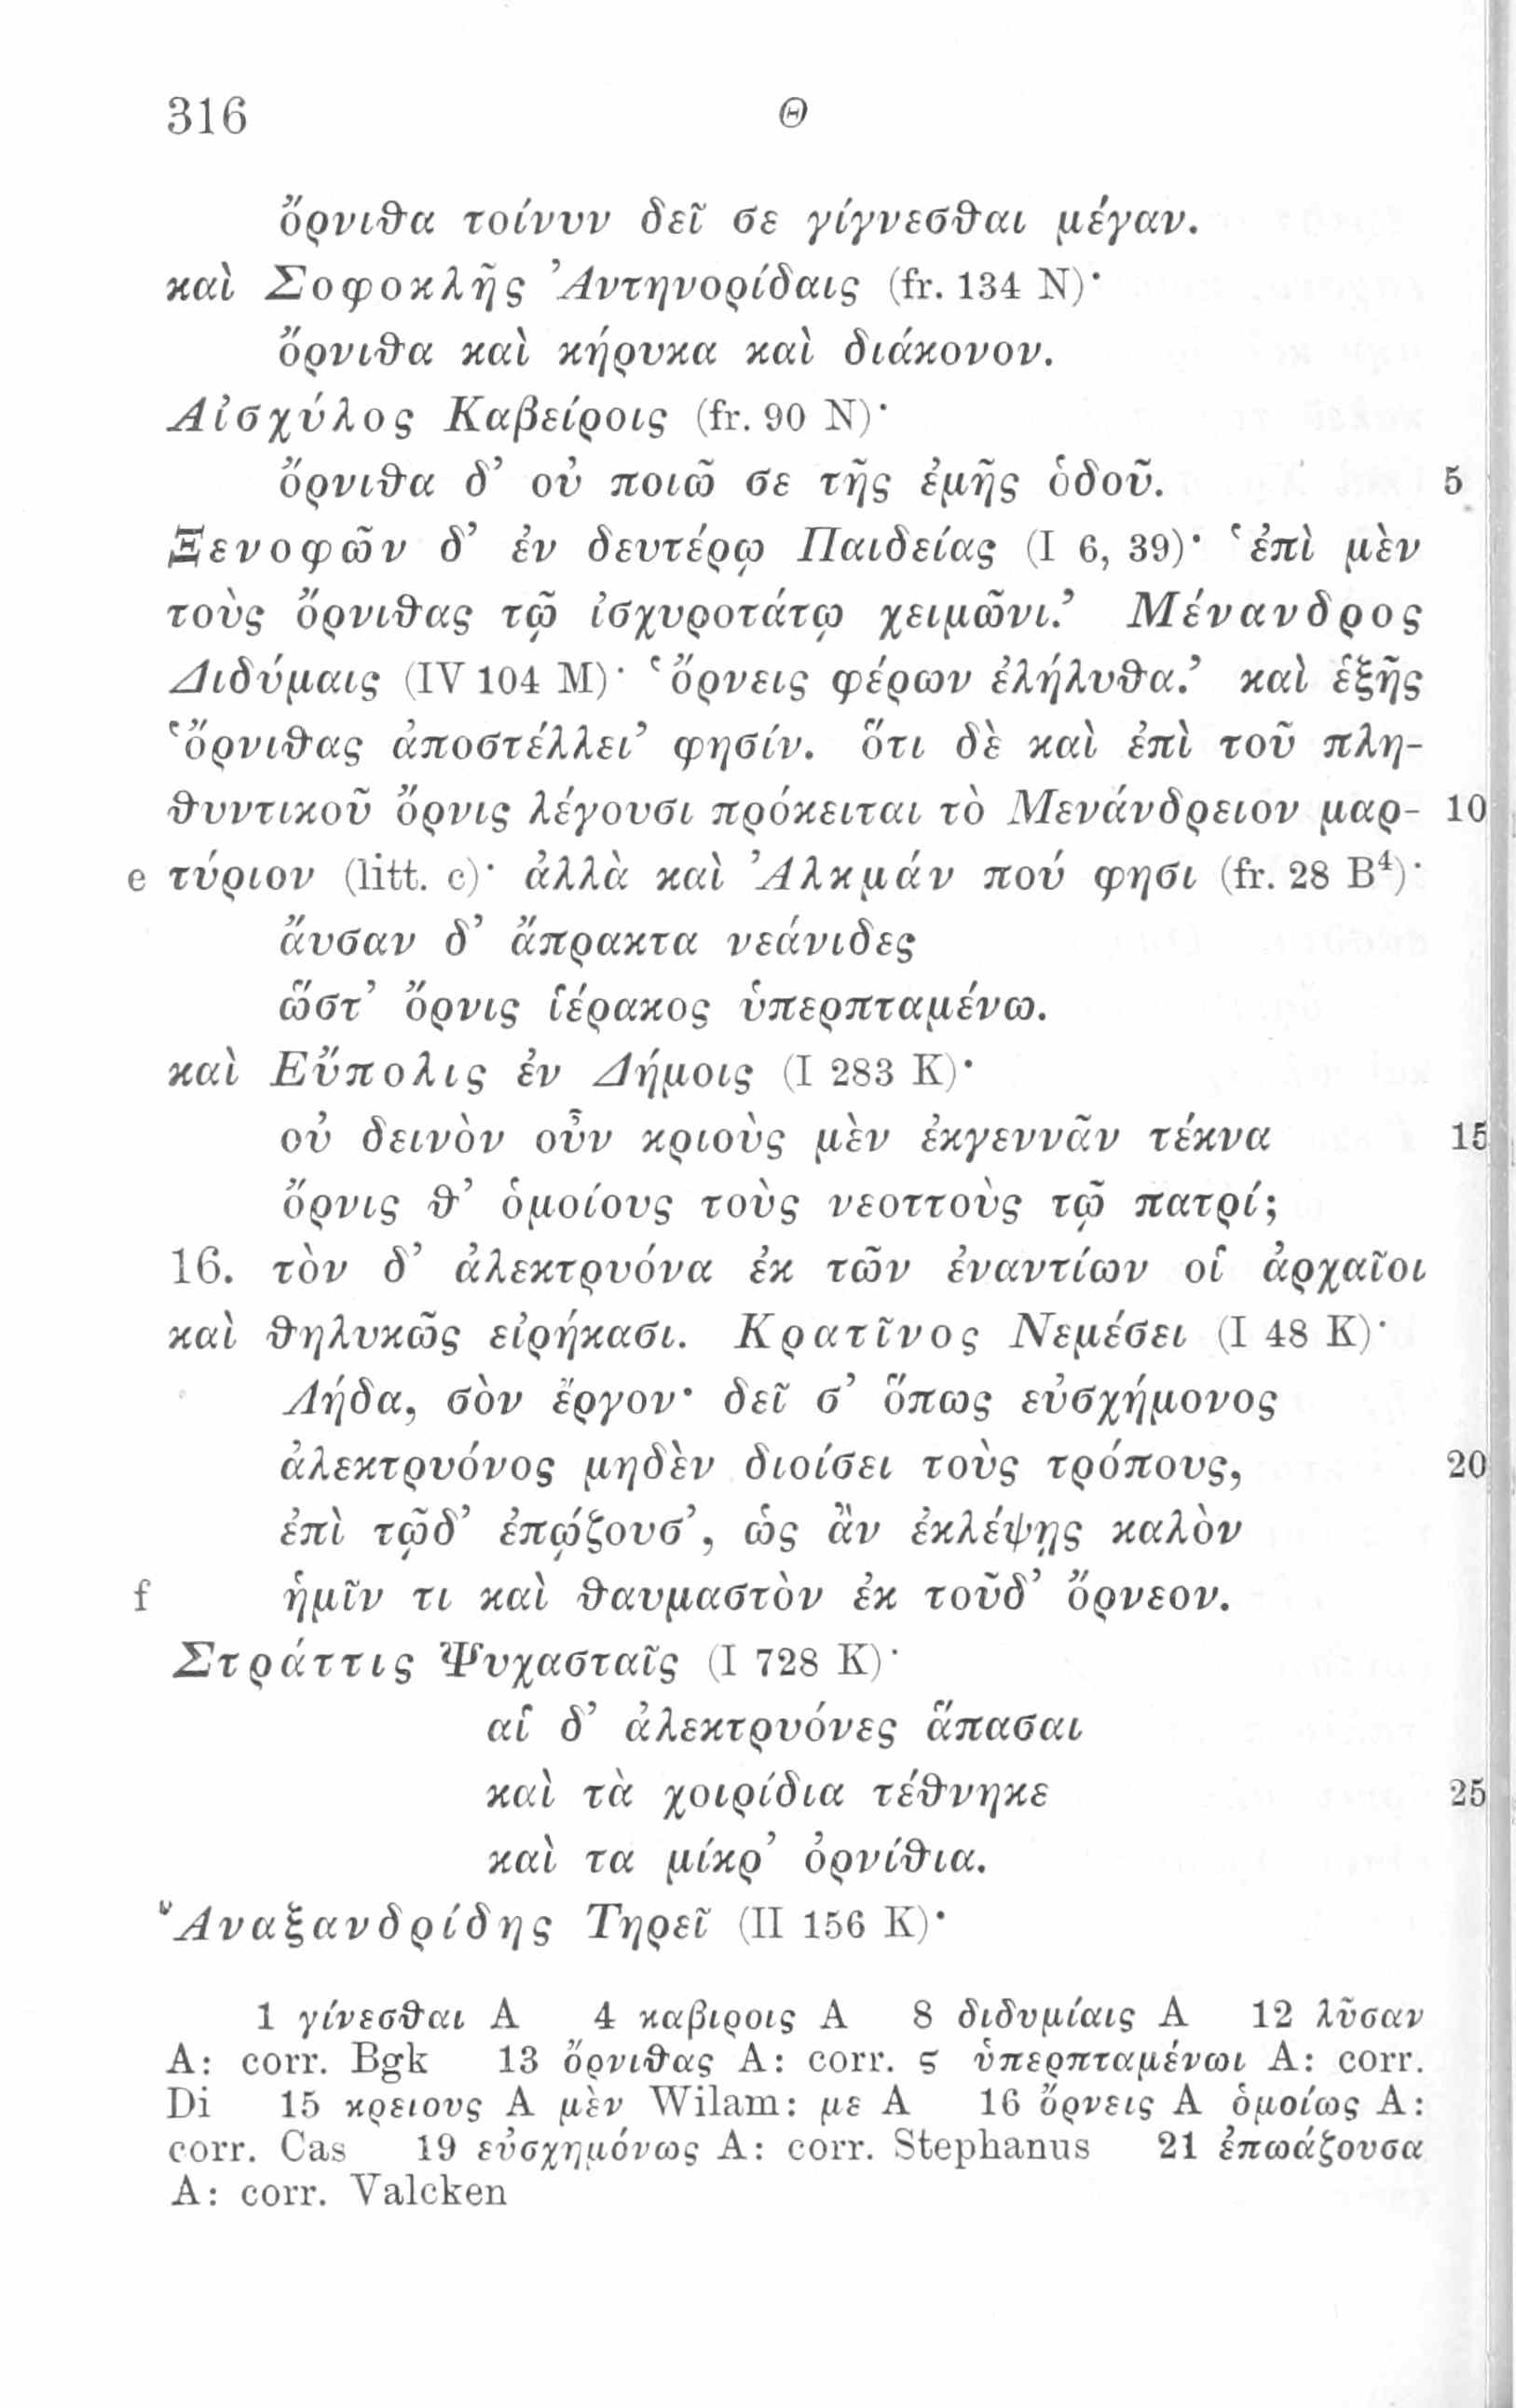 316 Θ
ὄρνιθα τοίνυν δεῖ σε γίγνεσθαι μέγαν.
καὶ Σοφοκλῆς Ἀντηνορίδαις (fr. 134 N)·
ὄρνιθα καὶ κήρυκα καὶ διάκονον.
Αἰσχύλος Καβείροις (fr. 90 N)·
ὄρνιθα δ’ οὐ ποιῶ σε τῆς ἐμῆς ὁδοῦ. 5
Ξενοφῶν δ’ ἐν δευτέρῳ Παιδείας (I 6, 39)· ‘ἐπὶ μὲν
τοὺς ὄρνιθας τῷ ἰσχυροτάτῳ χειμῶνι.’ Μένανδρος
Διδύμαις (IV 104 M)· ‘ὄρνεις φέρων ἐλήλυθα.’ καὶ ἑξῆς
‘ὄρνιθας ἀποστέλλει’ φησίν. ὅτι δὲ καὶ ἐπὶ τοῦ πλη-
θυντικοῦ ὄρνις λέγουσι πρόκειται τὸ Μενάνδρειον μαρ- 10
e τύριον (litt. c)· ἀλλὰ καὶ Ἀλκμάν πού φησι (fr. 28 B⁴)·
ἄυσαν δ’ ἄπρακτα νεάνιδες
ὥστ’ ὄρνις ἱέρακος ὑπερπταμένω.
καὶ Εὔπολις ἐν Δήμοις (I 283 K)·
οὐ δεινὸν οὖν κριοὺς μὲν ἐκγεννᾶν τέκνα 15
ὄρνις θ’ ὁμοίους τοὺς νεοττοὺς τῷ πατρί;
16. τὸν δ’ ἀλεκτρυόνα ἐκ τῶν ἐναντίων οἱ ἀρχαῖοι
καὶ θηλυκῶς εἰρήκασι. Κρατῖνος Νεμέσει (I 48 K)·
Λήδα, σὸν ἔργον· δεῖ σ’ ὅπως εὐσχήμονος
ἀλεκτρυόνος μηδὲν διοίσει τοὺς τρόπους, 20
ἐπὶ τῷδ’ ἐπῴζουσ’, ὡς ἂν ἐκλέψῃς καλὸν
f ἡμῖν τι καὶ θαυμαστὸν ἐκ τοῦδ’ ὄρνεον.
Στράττις Ψυχασταῖς (I 728 K)·
αἱ δ’ ἀλεκτρυόνες ἅπασαι
καὶ τὰ χοιρίδια τέθνηκε 25
καὶ τα μίκρ’ ὀρνίθια.
Ἀναξανδρίδης Τηρεῖ (II 156 K)·
1 γίνεσθαι A 4 καβιροις A 8 διδυμίαις A 12 λῦσαν
A: corr. Bgk 13 ὄρνιθας A: corr. ς ὑπερπταμένωι A: corr.
Di 15 κρειους A μὲν Wilam: με A 16 ὄρνεις A ὁμοίως A:
corr. Cas 19 εὐσχημόνως A: corr. Stephanus 21 ἐπωάζουσα
A: corr. Valcken